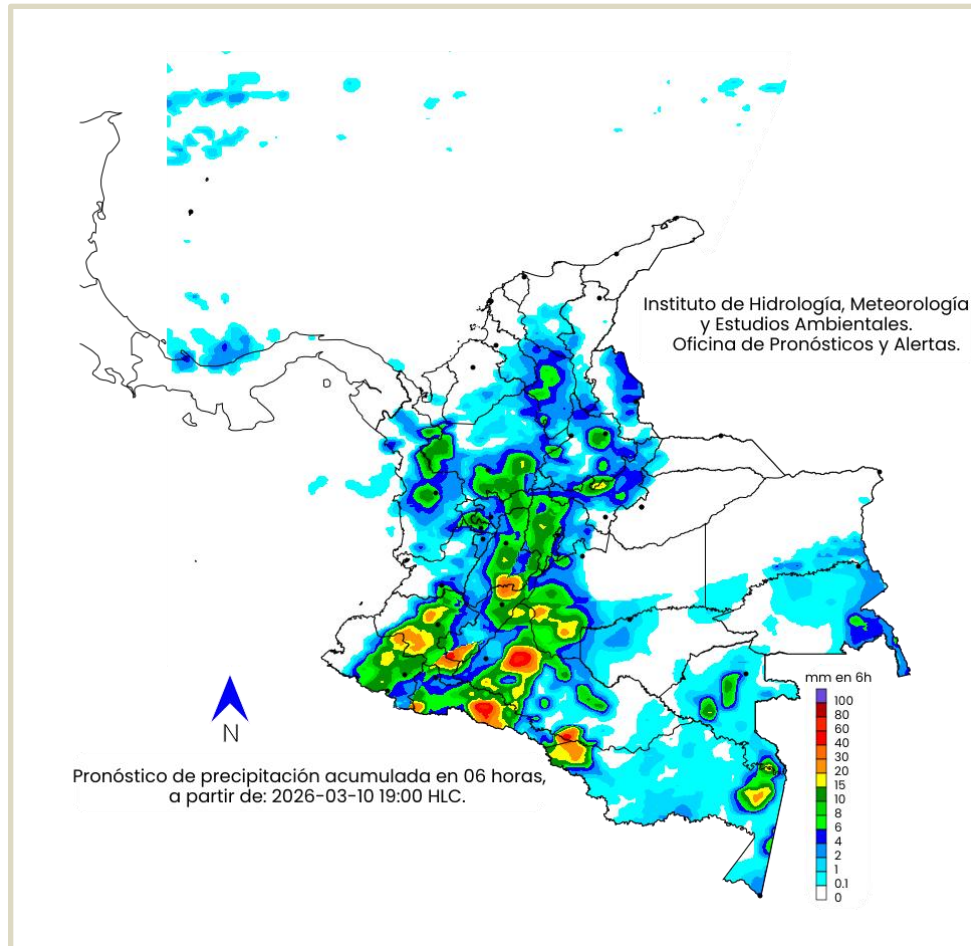 Instituto de Hidrología, Meteorología
y Estudios Ambientales.
Oficina de Pronósticos y Alertas.
mm en 6h
100
80
60
40
30
20
15
10
8
6
4
2
1
0.1
0
N
Pronóstico de precipitación acumulada en 06 horas,
a partir de: 2026-03-10 19:00 HLC.